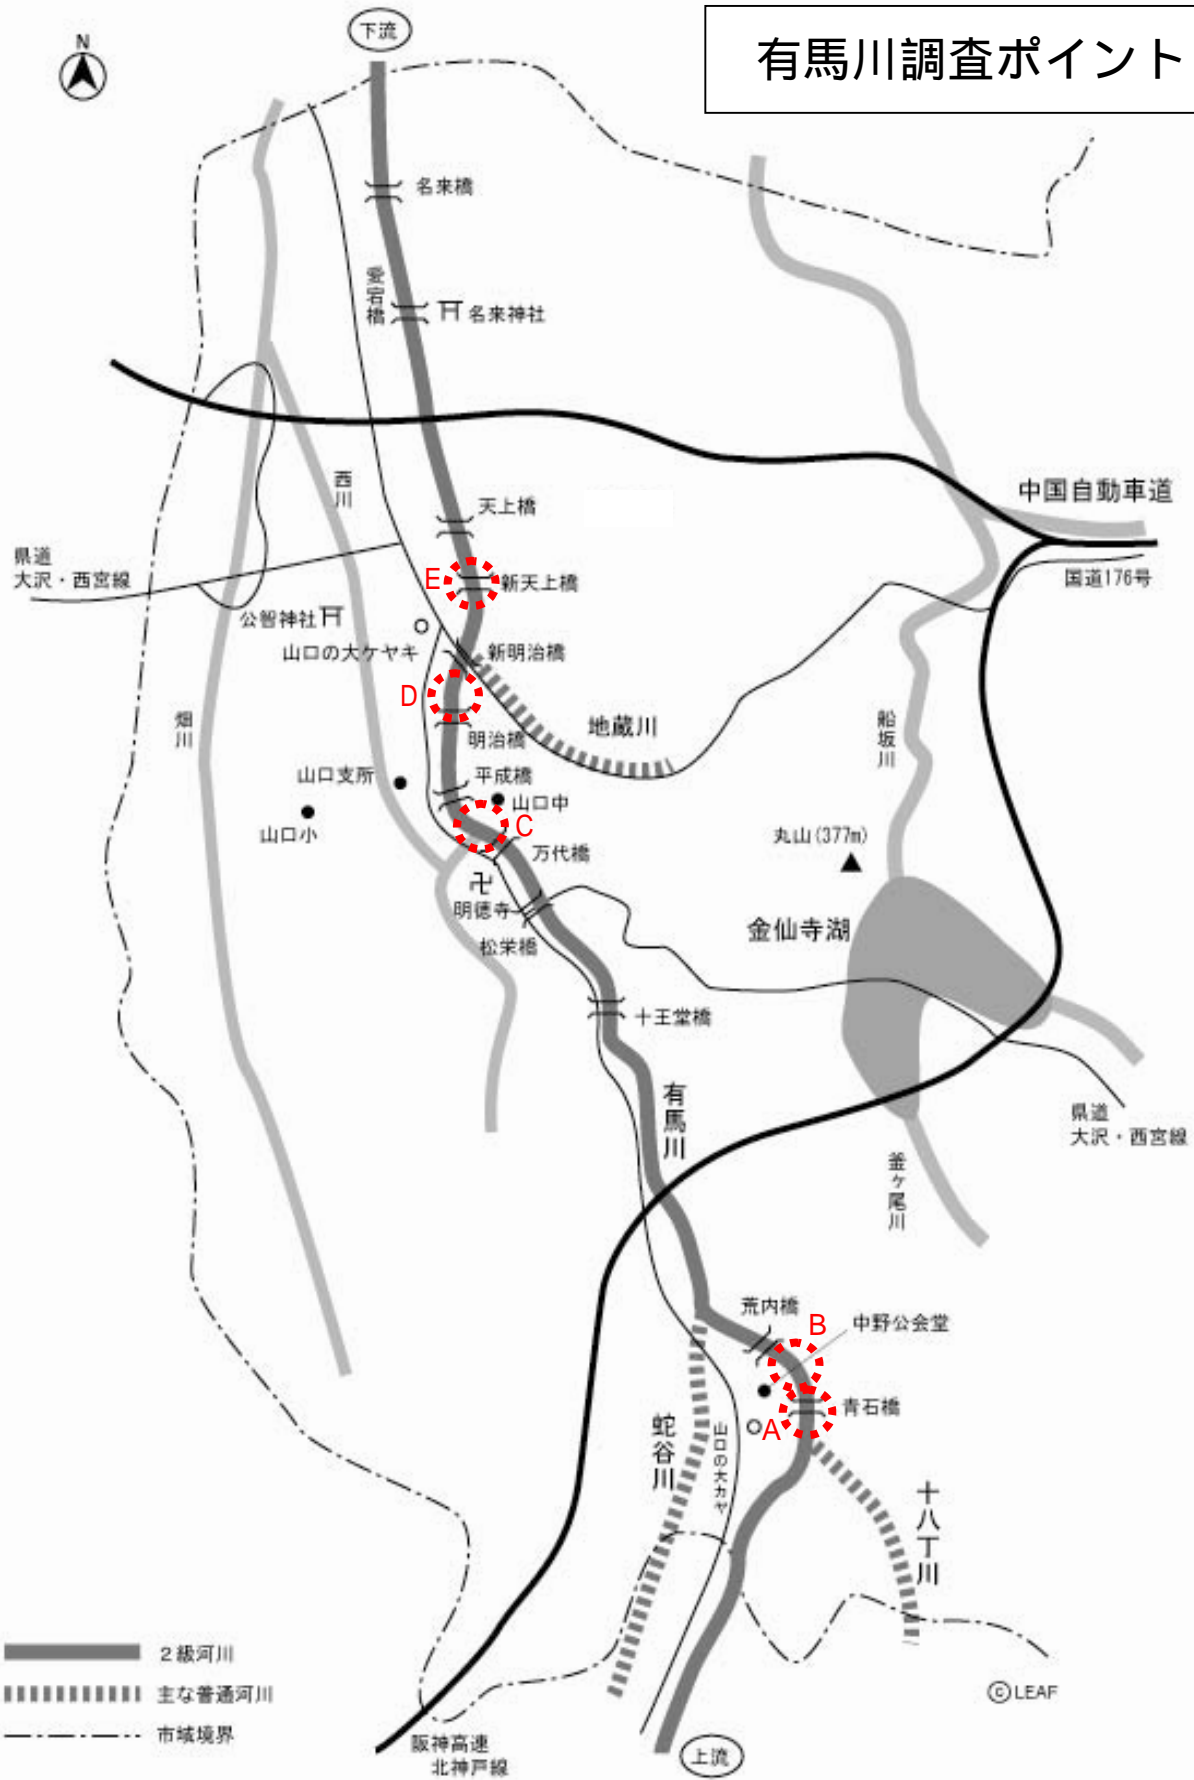 有馬川調査ポイント
下流
N
名来橋
愛宕橋
名来神社
中国自動車道
西川
天上橋
県道
大沢・西宮線
国道176号
E
新天上橋
公智神社
山口の大ケヤキ
新明治橋
D
地蔵川
畑川
船坂川
明治橋
山口支所
平成橋
山口中
山口小
C
万代橋
丸山(377m)
卍
明徳寺
金仙寺湖
松栄橋
十王堂橋
有馬川
県道
大沢・西宮線
釜ヶ尾川
荒内橋
B
中野公会堂
青石橋
A
蛇谷川
山口の大カヤ
十八丁川
2級河川
主な普通河川
市域境界
ⒸLEAF
阪神高速
北神戸線
上流